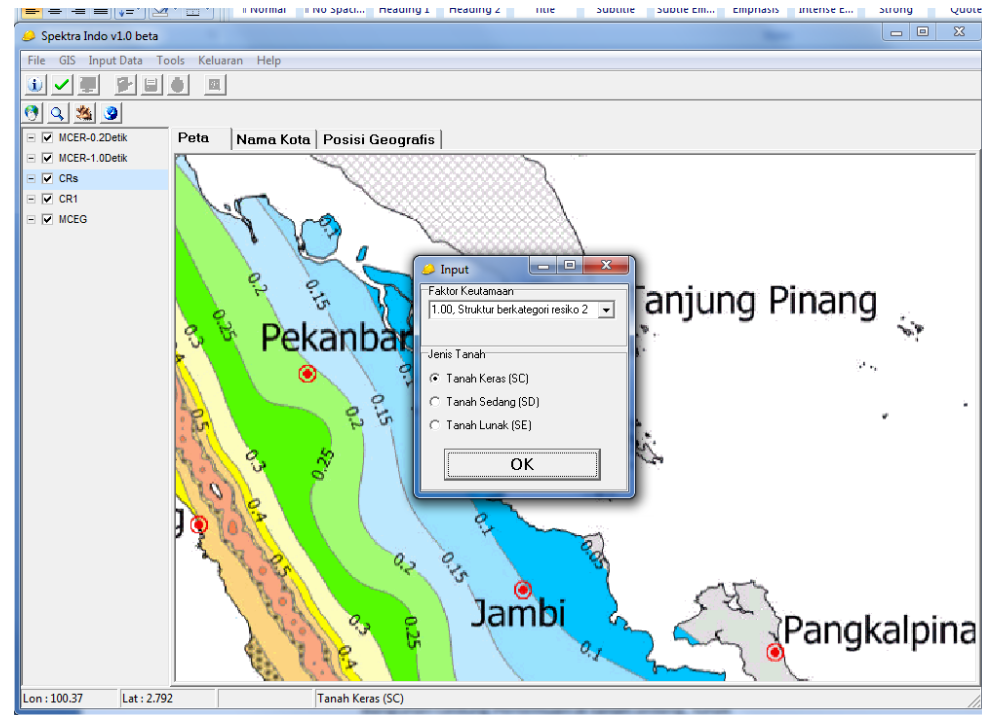 Normal No Spaci... Heading 1 Heading 2 Title Subtitle Subtle Em... Emphasis Intense E... Strong Quote
Spektra Indo v1.0 beta
File GIS Input Data Tools Keluaran Help
MCER-0.2Detik
MCER-1.0Detik
CRs
CR1
MCEG
Peta Nama Kota Posisi Geografis
0.1
0.2
0.15
0.25
0.3
Pekanbar
anjung Pinang
Input
Faktor Keutamaan
1.00, Struktur berkategori resiko 2
Jenis Tanah
Tanah Keras (SC)
Tanah Sedang (SD)
Tanah Lunak (SE)
OK
0.1
0.15
0.2
0.5
0.3
0.25
0.4
0.1
0.05
0.5
0.2
0.15
Jambi
0.3
0.25
0.4
0.1
Pangkalpina
Lon : 100.37 Lat : 2.792 Tanah Keras (SC)